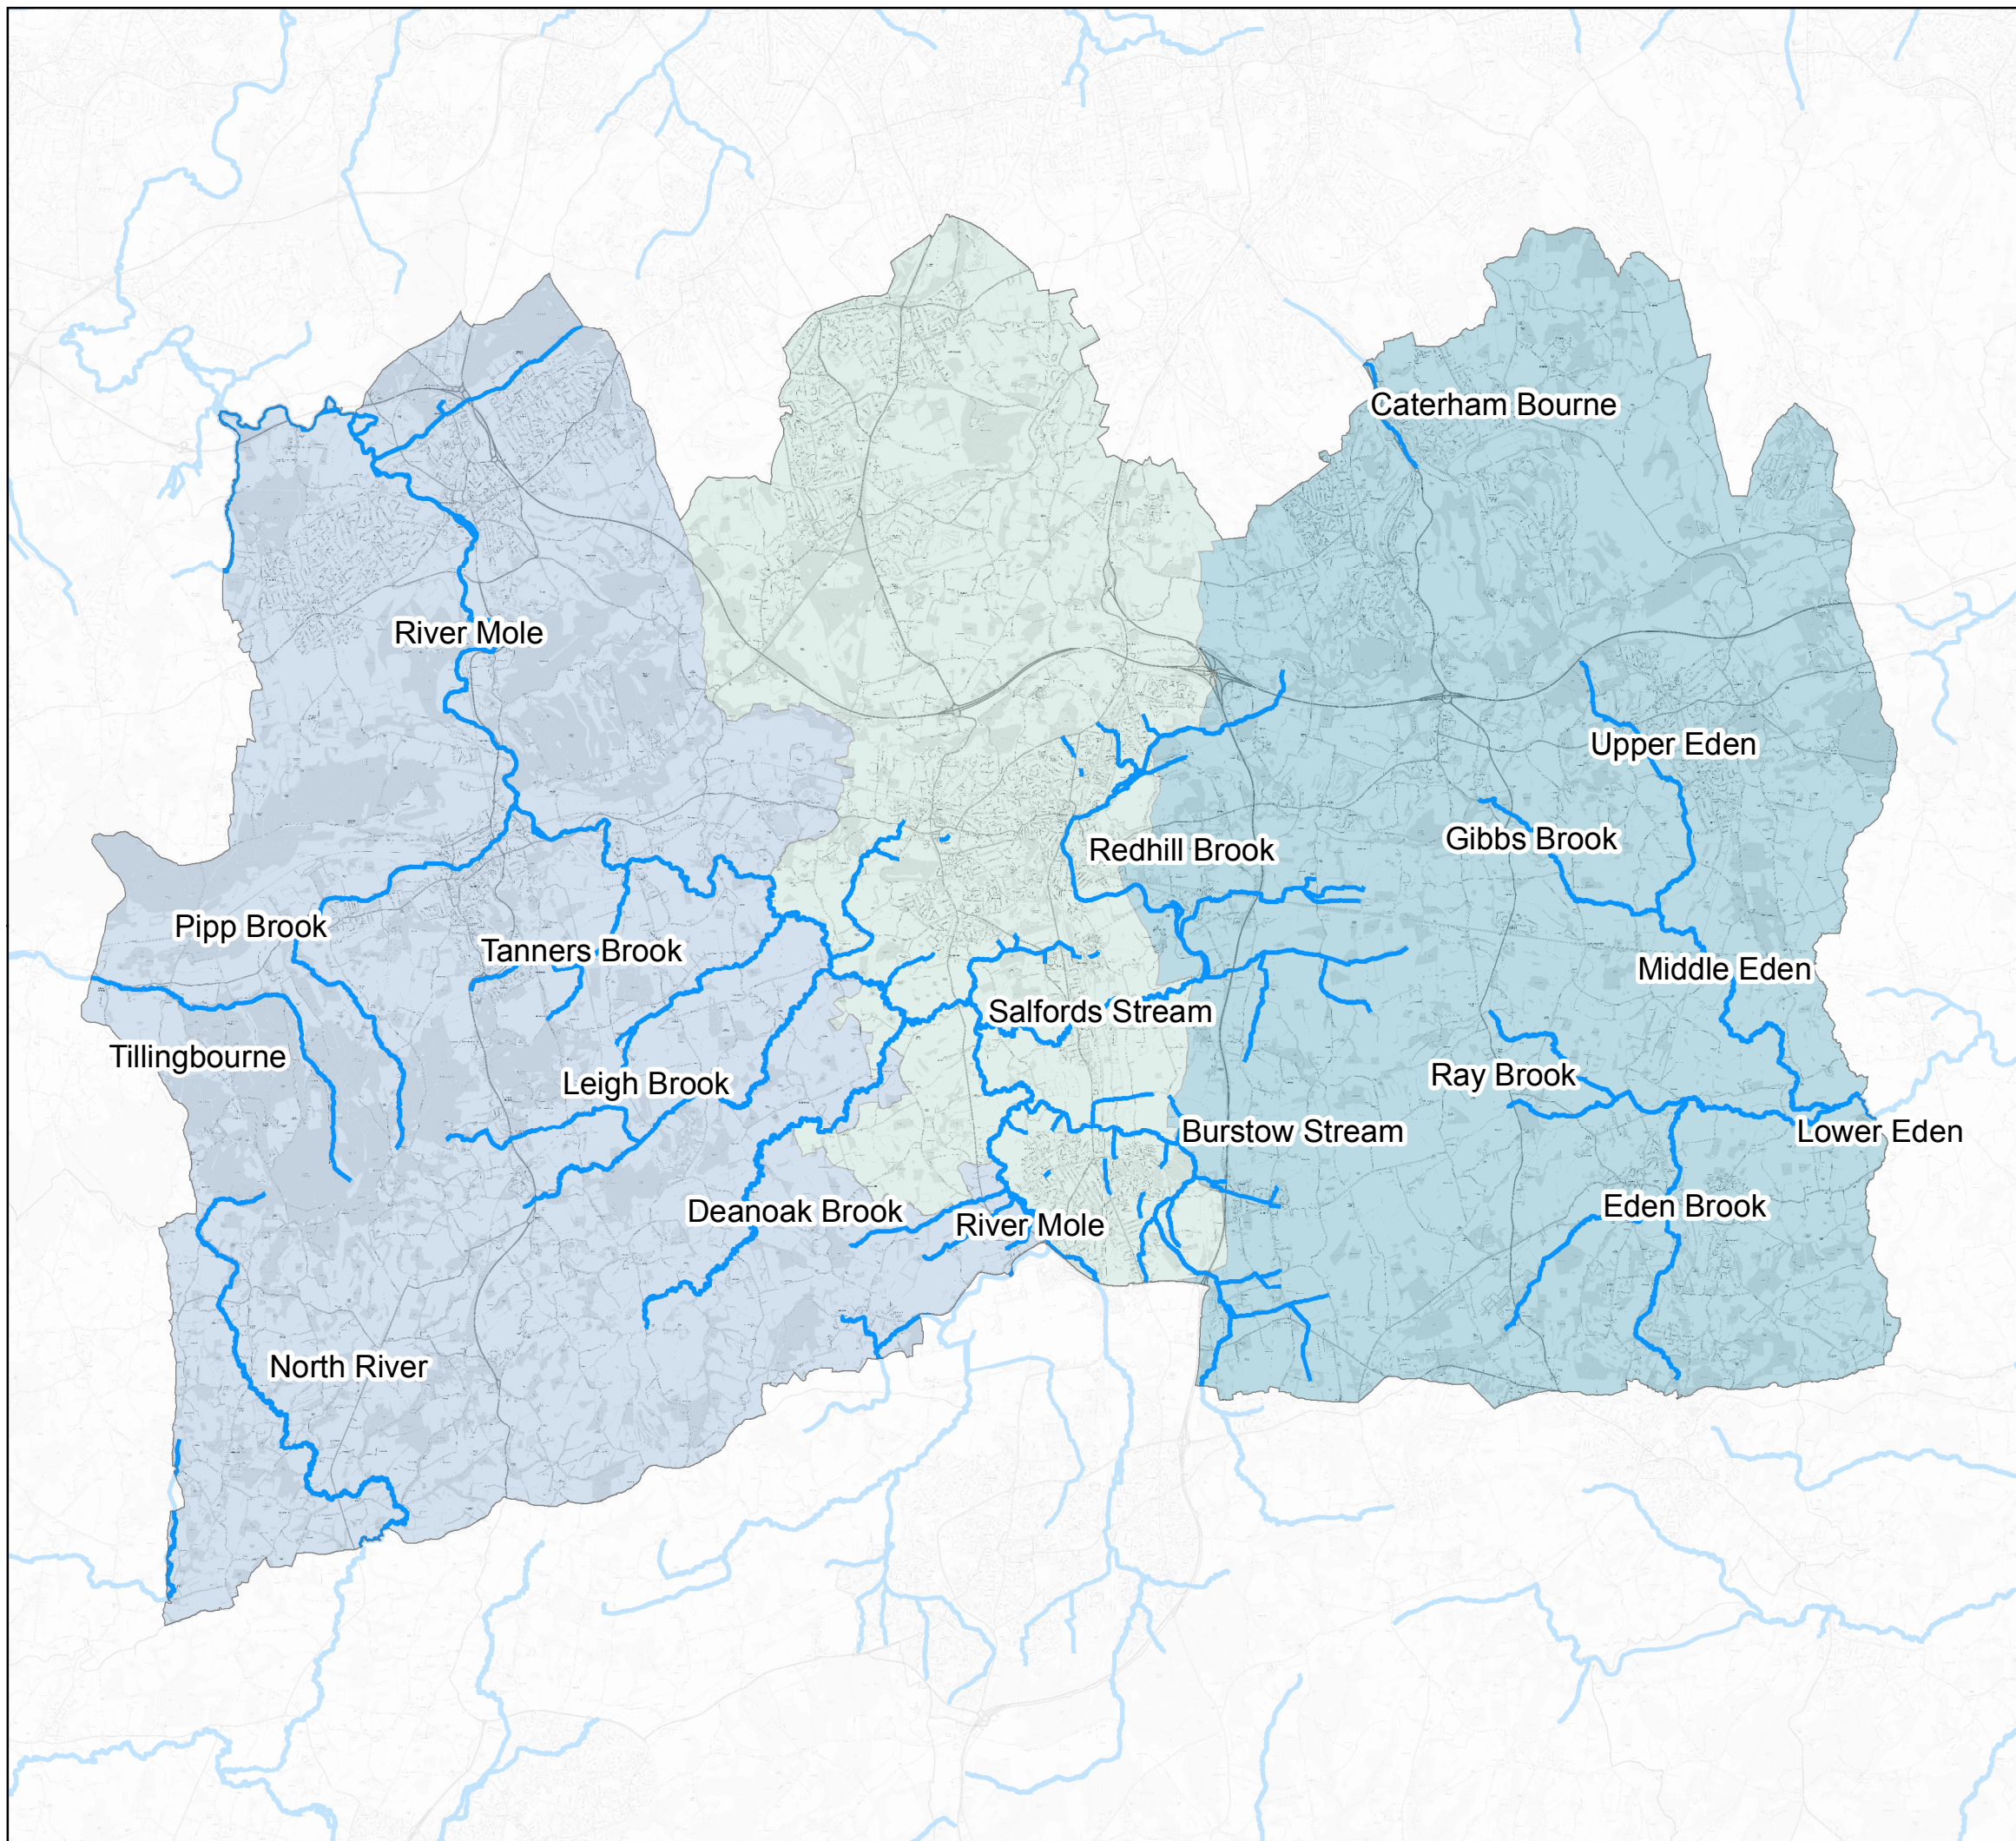 Caterham Bourne
River Mole
Upper Eden
Gibbs Brook
Redhill Brook
Pipp Brook
Tanners Brook
Middle Eden
Salfords Stream
Tillingbourne
Leigh Brook
Ray Brook
Burstow Stream
Lower Eden
Eden Brook
Deanoak Brook
River Mole
North River